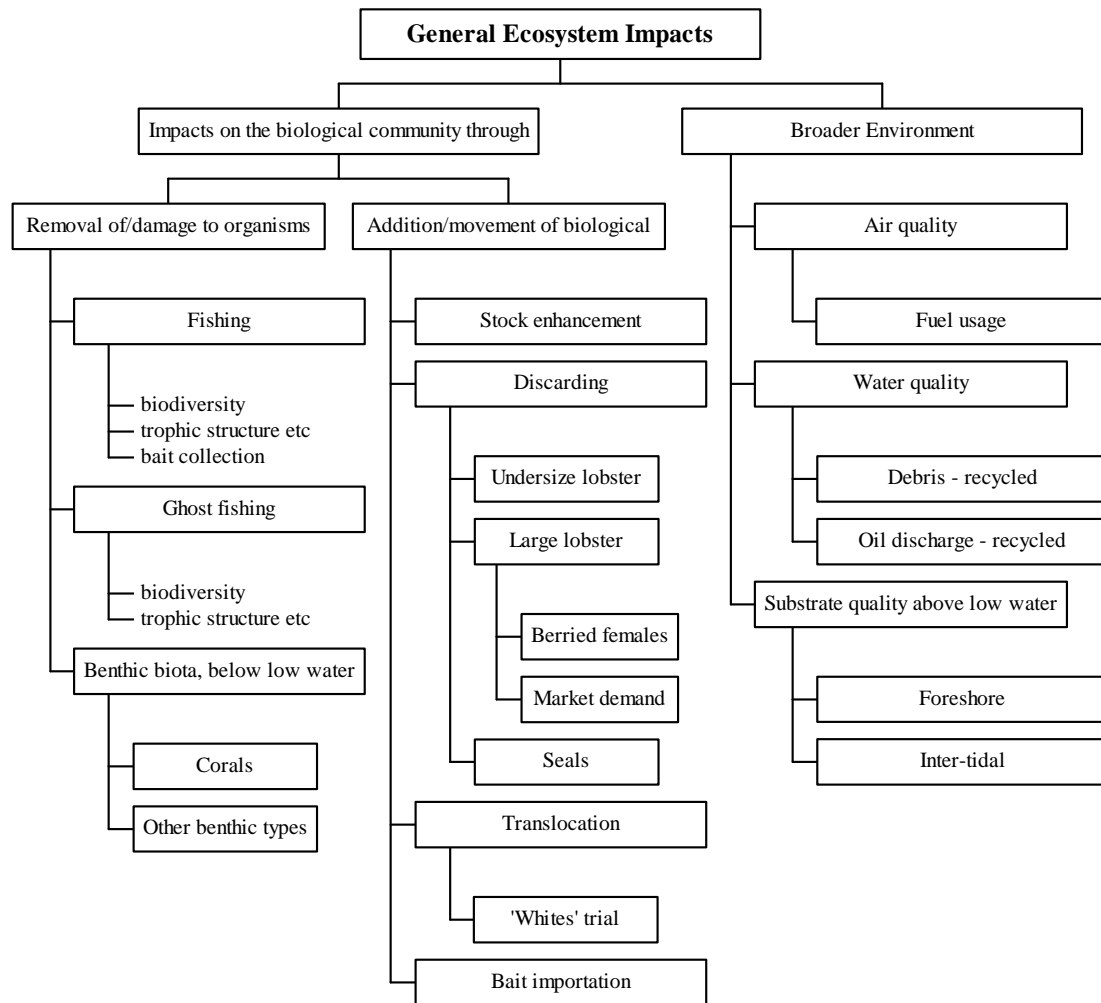 General Ecosystem Impacts
Impacts on the biological community through
Broader Environment
Removal of/damage to organisms
Addition/movement of biological
Air quality
Fishing
Stock enhancement
Fuel usage
Discarding
Water quality
biodiversity
trophic structure etc
bait collection
Undersize lobster
Debris - recycled
Ghost fishing
Large lobster
Oil discharge - recycled
biodiversity
trophic structure etc
Substrate quality above low water
Berried females
Benthic biota, below low water
Market demand
Foreshore
Corals
Seals
Inter-tidal
Other benthic types
Translocation
'Whites' trial
Bait importation